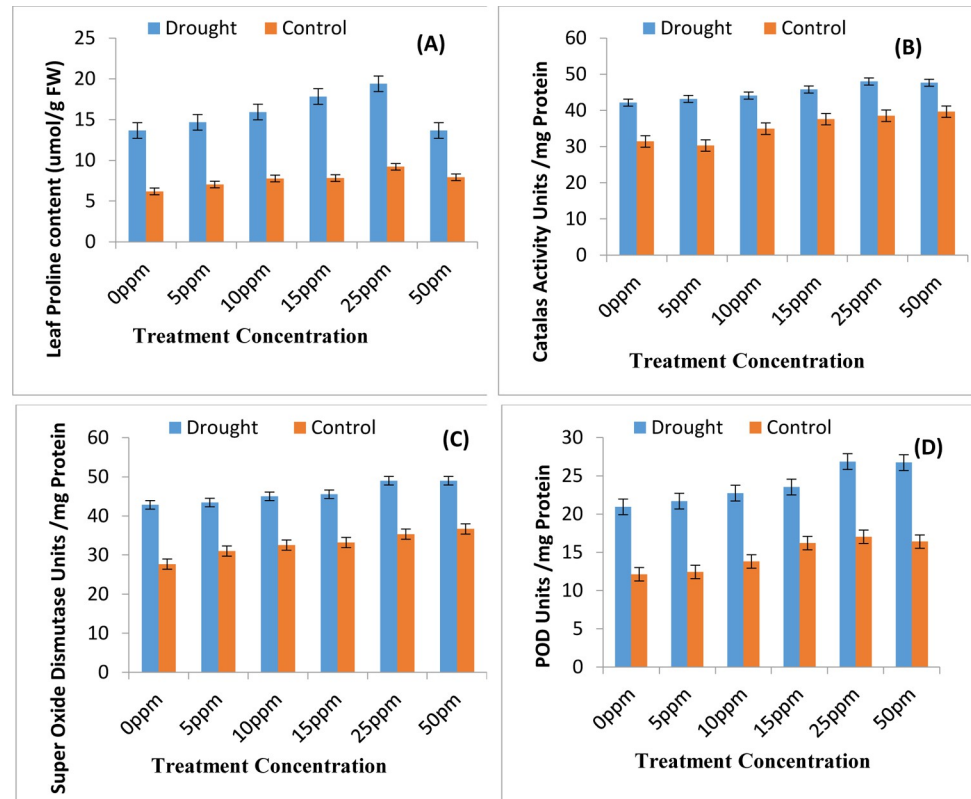 Drought Control
(A)
Leaf Proline content (umol/g FW)
25
20
15
10
5
0
0ppm 5ppm 10ppm 15ppm 25ppm 50ppm
Treatment Concentration
Drought Control
(B)
Catalas Activity Units /mg Protein
60
50
40
30
20
10
0
0ppm 5ppm 10ppm 15ppm 25ppm 50ppm
Treatment Concentration
Drought Control
(C)
Super Oxide Dismutase Units /mg Protein
60
50
40
30
20
10
0
0ppm 5ppm 10ppm 15ppm 25ppm 50ppm
Treatment Concentration
Drought Control
(D)
POD Units /mg Protein
30
25
20
15
10
5
0
0ppm 5ppm 10ppm 15ppm 25ppm 50ppm
Treatment Concentration